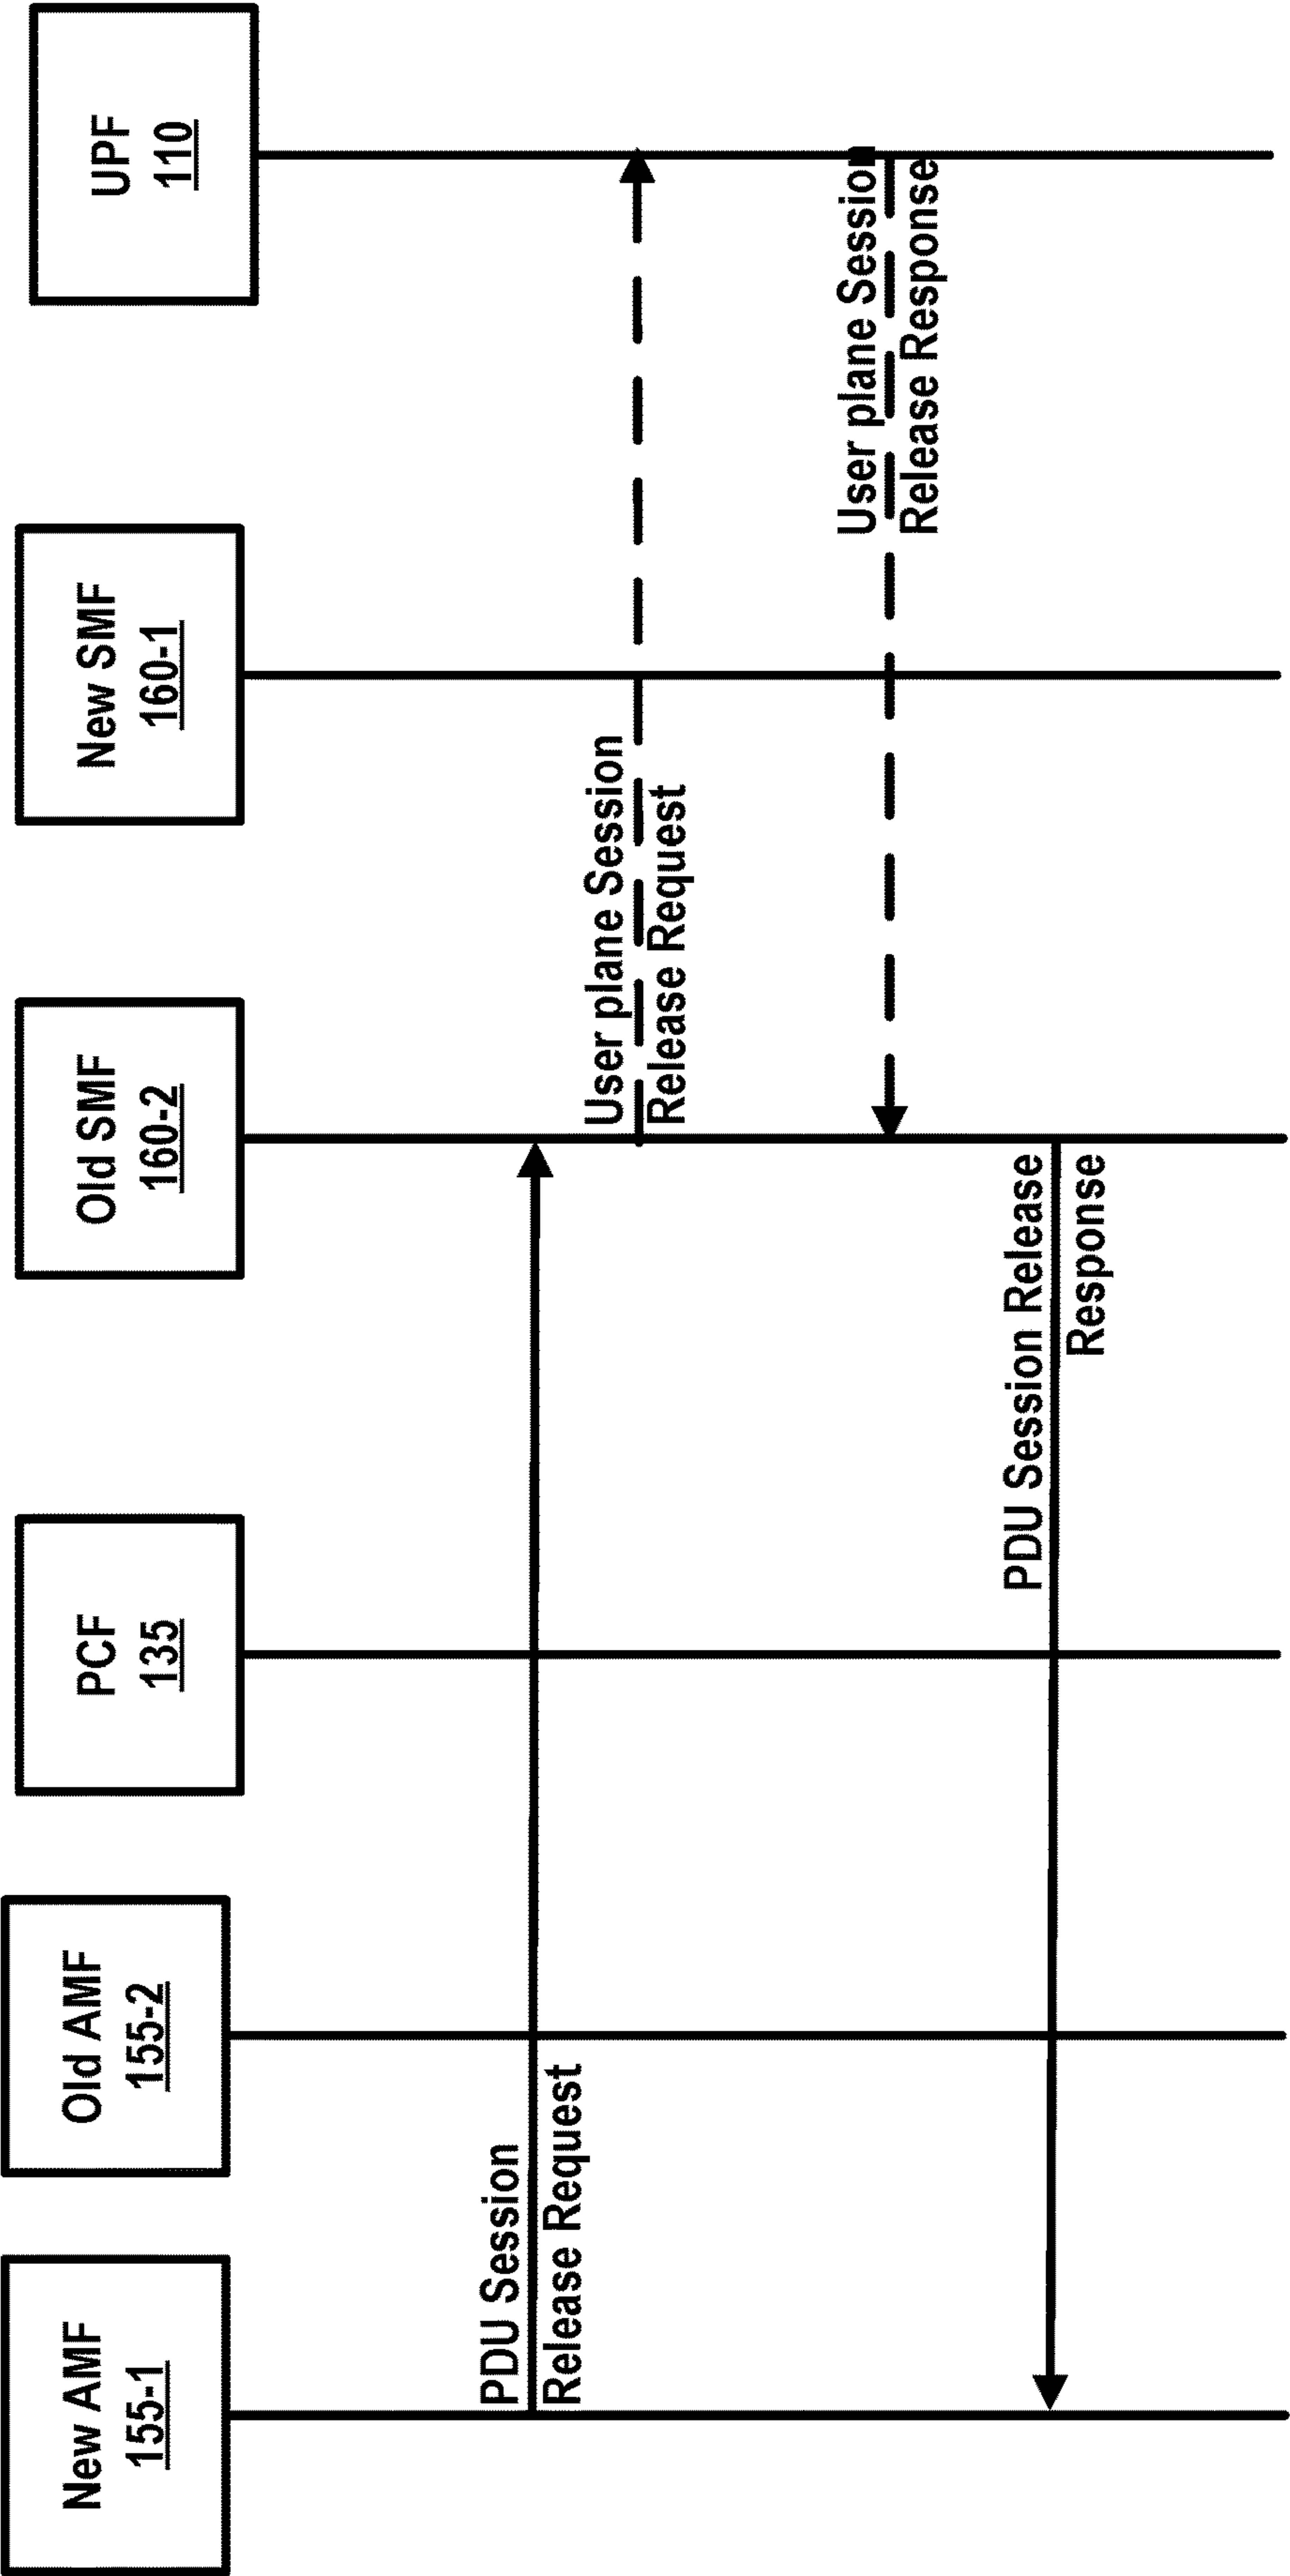 New AMF
155-1
Old AMF
155-2
PCF
135
Old SMF
160-2
New SMF
160-1
UPF
110
PDU Session
Release Request
User plane Session
Release Request
User plane Session
Release Response
PDU Session Release
Response